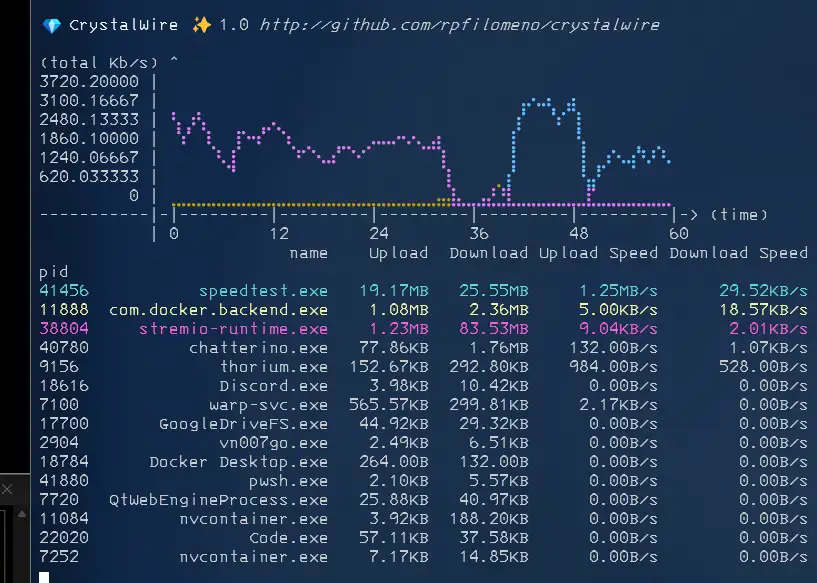 💎 CrystalWire ✨ 1.0 http://github.com/rpfilomeno/crystalwire
(total Kb/s) ^
3720.20000 |
3100.16667 |
2480.13333 |
1860.10000 |
1240.06667 |
620.033333 |
0 |
-----------|-|-----------|-----------|-----------|-----------|-> (time)
| 0 12 24 36 48 60
name Upload Download Upload Speed Download Speed
pid
41456 speedtest.exe 19.17MB 25.55MB 1.25MB/s 29.52KB/s
11888 com.docker.backend.exe 1.08MB 2.36MB 5.00KB/s 18.57KB/s
38804 stremio-runtime.exe 1.23MB 83.53MB 9.04KB/s 2.01KB/s
40780 chatterino.exe 77.86KB 1.76MB 132.00B/s 1.07KB/s
9156 thorium.exe 152.67KB 292.80KB 984.00B/s 528.00B/s
18616 Discord.exe 3.98KB 10.42KB 0.00B/s 0.00B/s
7100 warp-svc.exe 565.57KB 299.81KB 2.17KB/s 0.00B/s
17700 GoogleDriveFS.exe 44.92KB 29.32KB 0.00B/s 0.00B/s
2904 vn007go.exe 2.49KB 6.51KB 0.00B/s 0.00B/s
18784 Docker Desktop.exe 264.00B 132.00B 0.00B/s 0.00B/s
41880 pwsh.exe 2.10KB 5.57KB 0.00B/s 0.00B/s
7720 QtWebEngineProcess.exe 25.88KB 40.97KB 0.00B/s 0.00B/s
11084 nvcontainer.exe 3.92KB 188.20KB 0.00B/s 0.00B/s
22020 Code.exe 57.11KB 37.58KB 0.00B/s 0.00B/s
7252 nvcontainer.exe 7.17KB 14.85KB 0.00B/s 0.00B/s